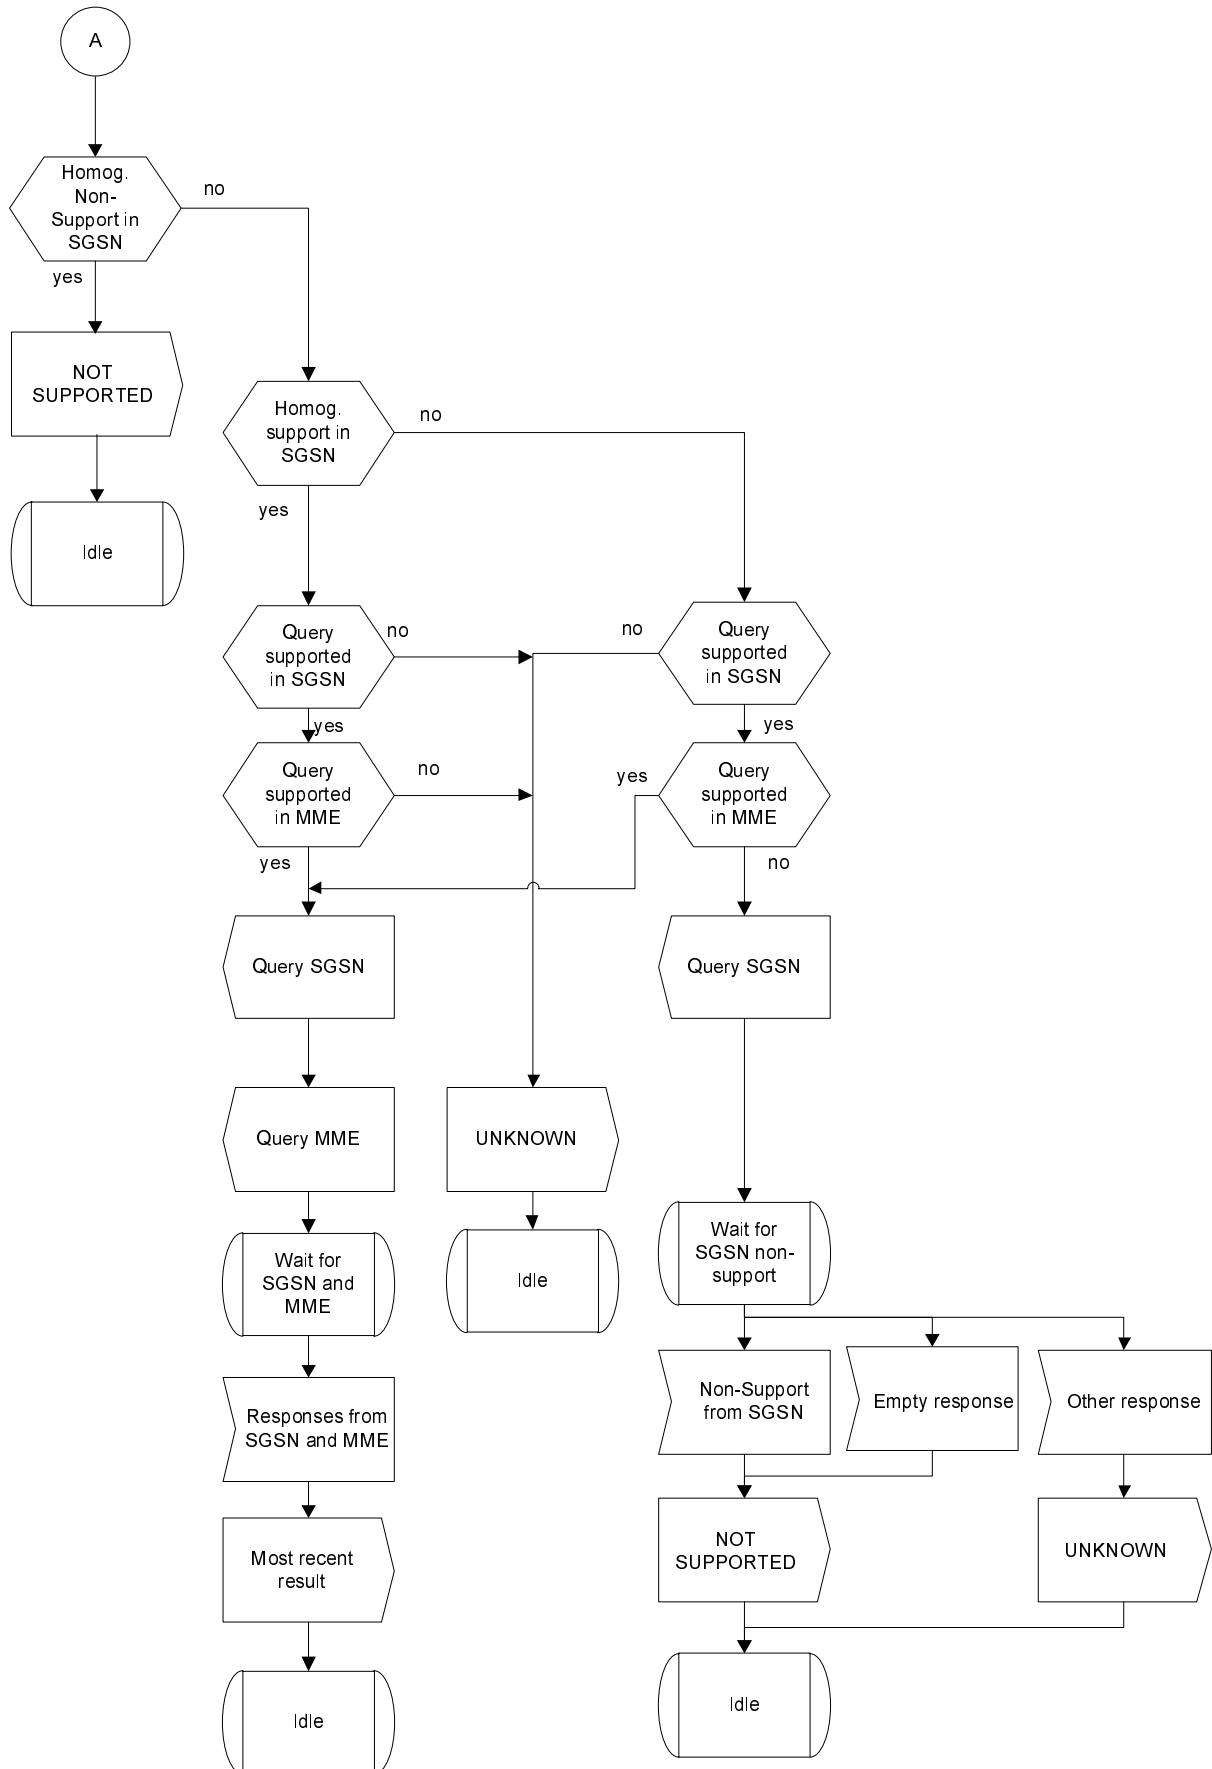 A
Homog.
Non-
Support in
SGSN
no
yes
NOT
SUPPORTED
Idle
Homog.
support in
SGSN
no
yes
Query
supported
in SGSN
no
yes
no
Query
supported
in SGSN
yes
Query
supported
in MME
no
yes
yes
Query
supported
in MME
no
Query SGSN
Query SGSN
Query MME
UNKNOWN
Wait for
SGSN and
MME
Idle
Wait for
SGSN non-
support
Responses from
SGSN and MME
Non-Support
from SGSN
Empty response
Other response
Most recent
result
NOT
SUPPORTED
UNKNOWN
Idle
Idle